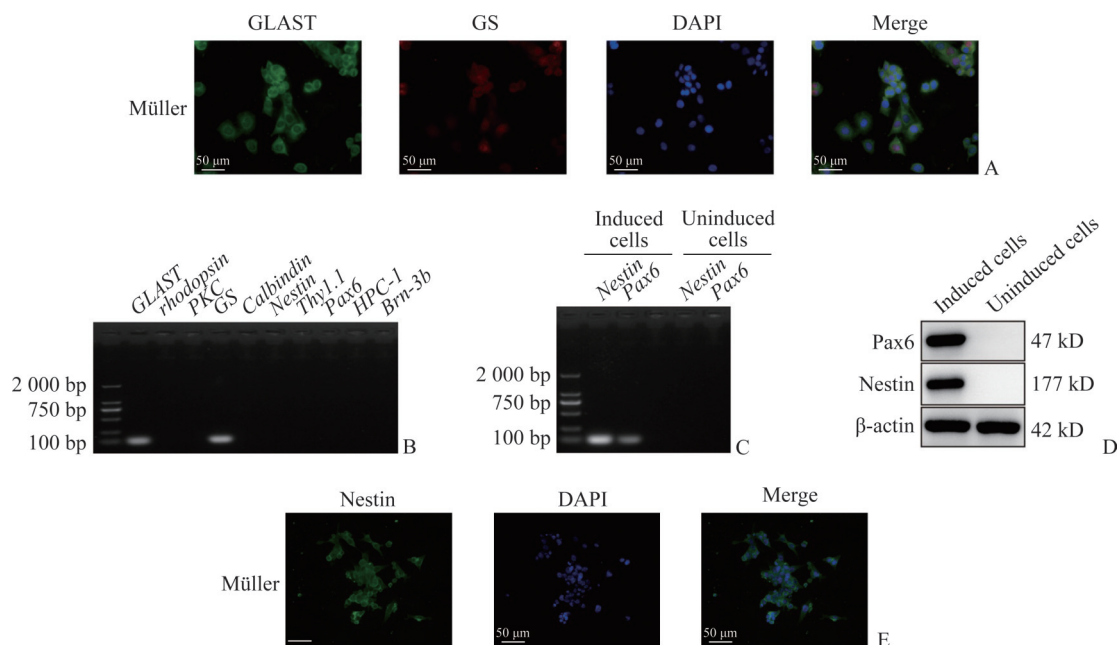 GLAST GS DAPI Merge
Müller
50 μm 50 μm 50 μm 50 μm
A
GLAST rhodopsin PKC GS Calbindin Nestin Thy1.1 Pax6 HPC-1 Brn-3b
2 000 bp
750 bp
100 bp
B
Induced cells Uninduced cells
Nestin Pax6 Nestin Pax6
2 000 bp
750 bp
100 bp
C
Induced cells Uninduced cells
Pax6 47 kD
Nestin 177 kD
β-actin 42 kD
D
Nestin DAPI Merge
Müller
50 μm 50 μm
E